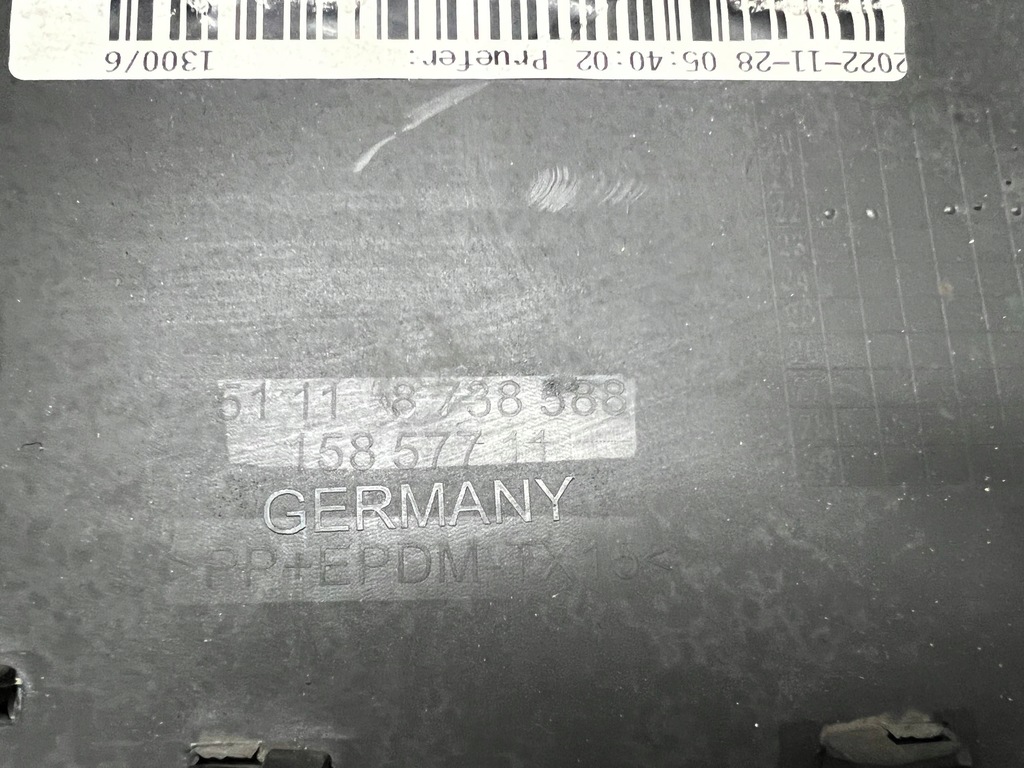 2022-11-28 05:40:02 Pruefer: 1300/6
51 11 8 738 588
158 577 11
GERMANY
>PP+EPDM-TX15<